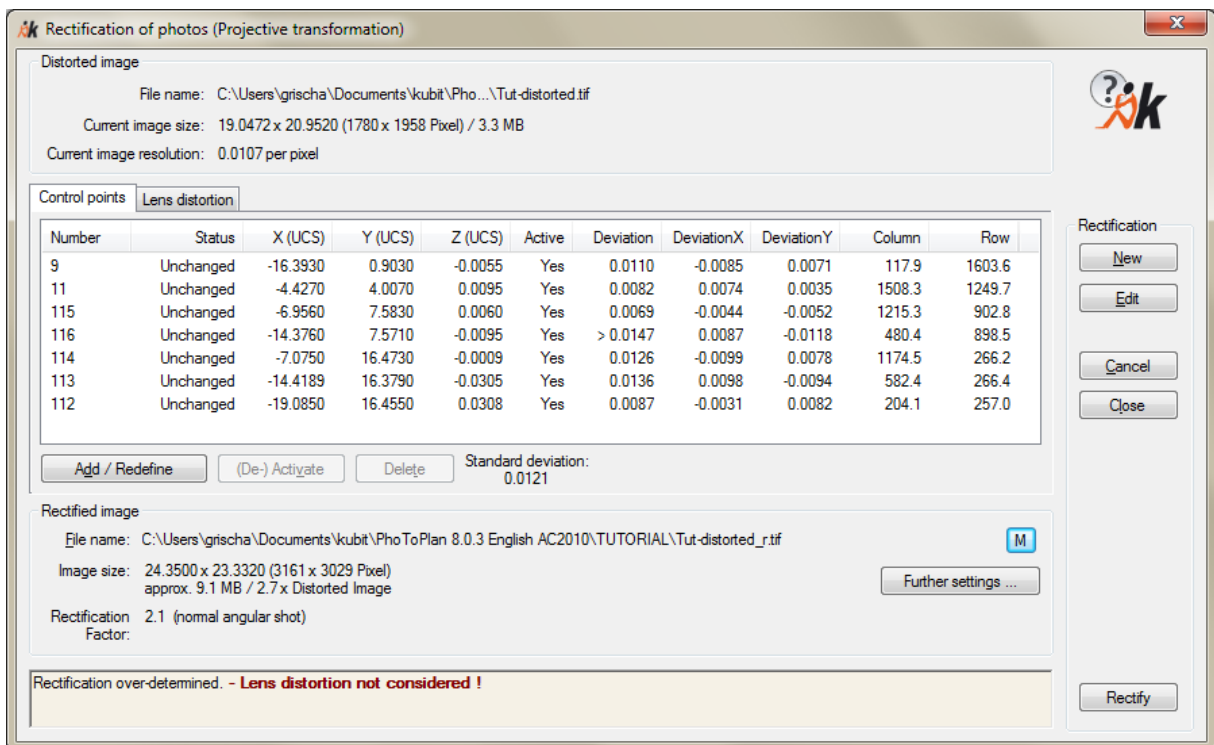 Rectification of photos (Projective transformation)
Distorted image
File name: C:\Users\grischa\Documents\kubit\Pho...\Tut-distorted.tif
Current image size: 19.0472 x 20.9520 (1780 x 1958 Pixel) / 3.3 MB
Current image resolution: 0.0107 per pixel
?k
Control points Lens distortion
Number Status X (UCS) Y (UCS) Z (UCS) Active Deviation DeviationX DeviationY Column Row
9 Unchanged -16.3930 0.9030 -0.0055 Yes 0.0110 -0.0085 0.0071 117.9 1603.6
11 Unchanged -4.4270 4.0070 0.0095 Yes 0.0082 0.0074 0.0035 1508.3 1249.7
115 Unchanged -6.9560 7.5830 0.0060 Yes 0.0069 -0.0044 -0.0052 1215.3 902.8
116 Unchanged -14.3760 7.5710 -0.0095 Yes > 0.0147 0.0087 -0.0118 480.4 898.5
114 Unchanged -7.0750 16.4730 -0.0009 Yes 0.0126 -0.0099 0.0078 1174.5 266.2
113 Unchanged -14.4189 16.3790 -0.0305 Yes 0.0136 0.0098 -0.0094 582.4 266.4
112 Unchanged -19.0850 16.4550 0.0308 Yes 0.0087 -0.0031 0.0082 204.1 257.0
Add / Redefine (De-) Activate Delete Standard deviation:
0.0121
Rectification
New
Edit
Cancel
Close
Rectified image
File name: C:\Users\grischa\Documents\kubit\PhoToPlan 8.0.3 English AC2010\TUTORIAL\Tut-distorted_r.tif M
Image size: 24.3500 x 23.3320 (3161 x 3029 Pixel)
approx. 9.1 MB / 2.7 x Distorted Image
Further settings ...
Rectification 2.1 (normal angular shot)
Factor:
Rectification over-determined. - Lens distortion not considered !
Rectify